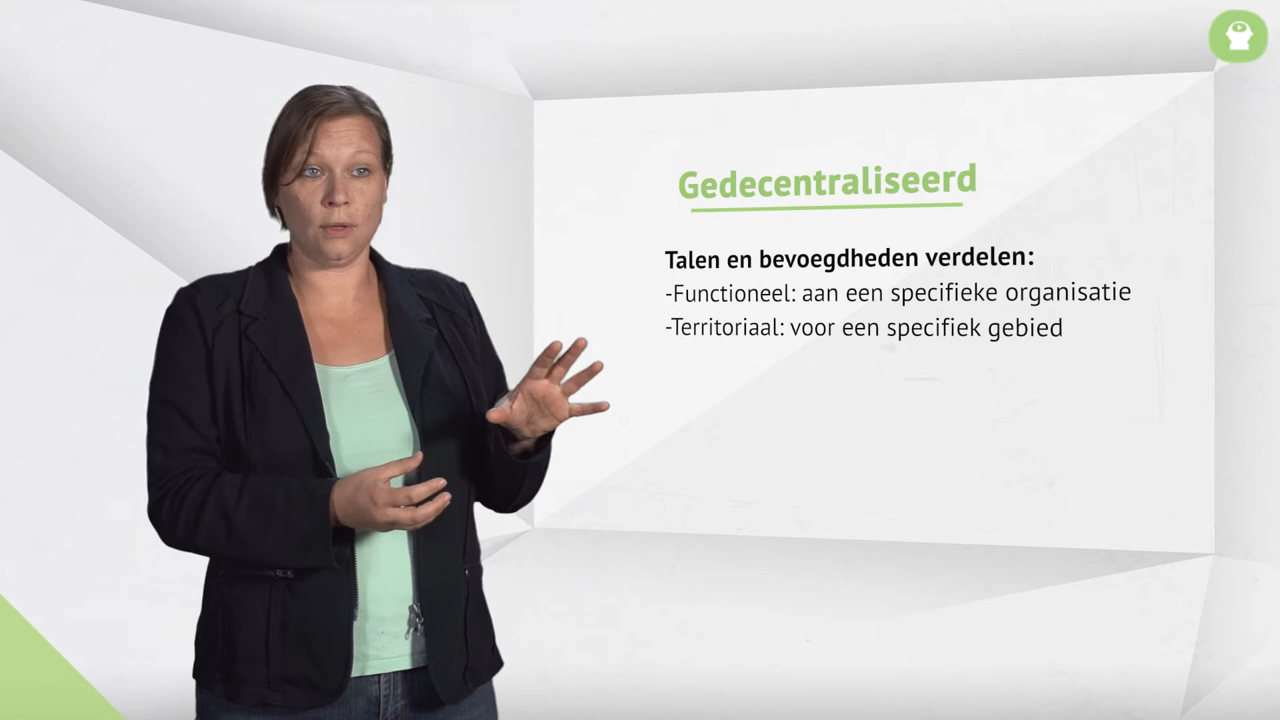 Gedecentraliseerd
Talen en bevoegdheden verdelen:
-Functioneel: aan een specifieke organisatie
-Territoriaal: voor een specifiek gebied